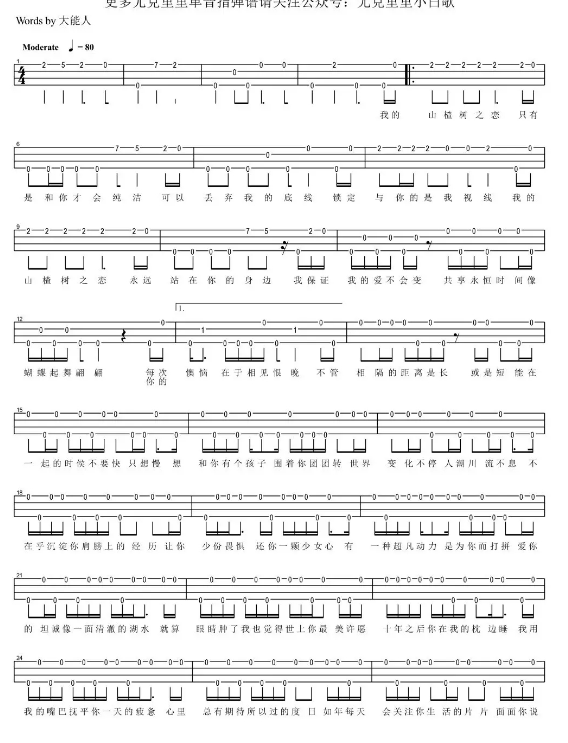 更多尤克里里单音指弹谱请关注公众号：尤克里里小白歌
Words by 大能人
Moderate ♩= 80
我的 山楂树之恋 只有
是和你才会纯洁 可以 丢弃我的底线 锁定 与你的是我视线 我的
山楂树之恋 永远 站在你的身边 我保证 我的爱不会变 共享永恒时间像
1.
蝴蝶起舞翩翩 每次 懊恼 在于相见恨晚 不管 相隔的距离是长 或是短 能在
你的
一起的时候不要快 只想慢 想 和你有个孩子 围着你团团转 世界 变化不停 人潮川流不息 不
在乎沉淀你肩膀上的经历让你 少份畏惧 还你一颗少女心 有 一种超凡动力 是为你而打拼 爱你
的 坦诚像一面清澈的湖水 就算 眼睛肿了我也觉得世上你最美许愿 十年之后你在我的枕边睡 我用
我的嘴巴抚平你一天的疲惫 心里 总有期待所以过的度日如年每天 会关注你生活的片片面面你说